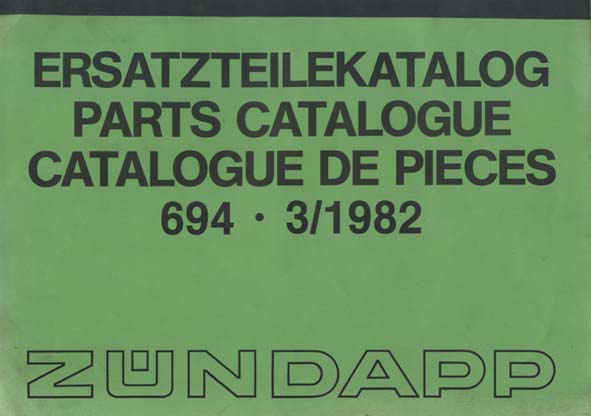 ERSATZTEILEKATALOG
PARTS CATALOGUE
CATALOGUE DE PIECES
694 · 3/1982
ZÜNDAPP